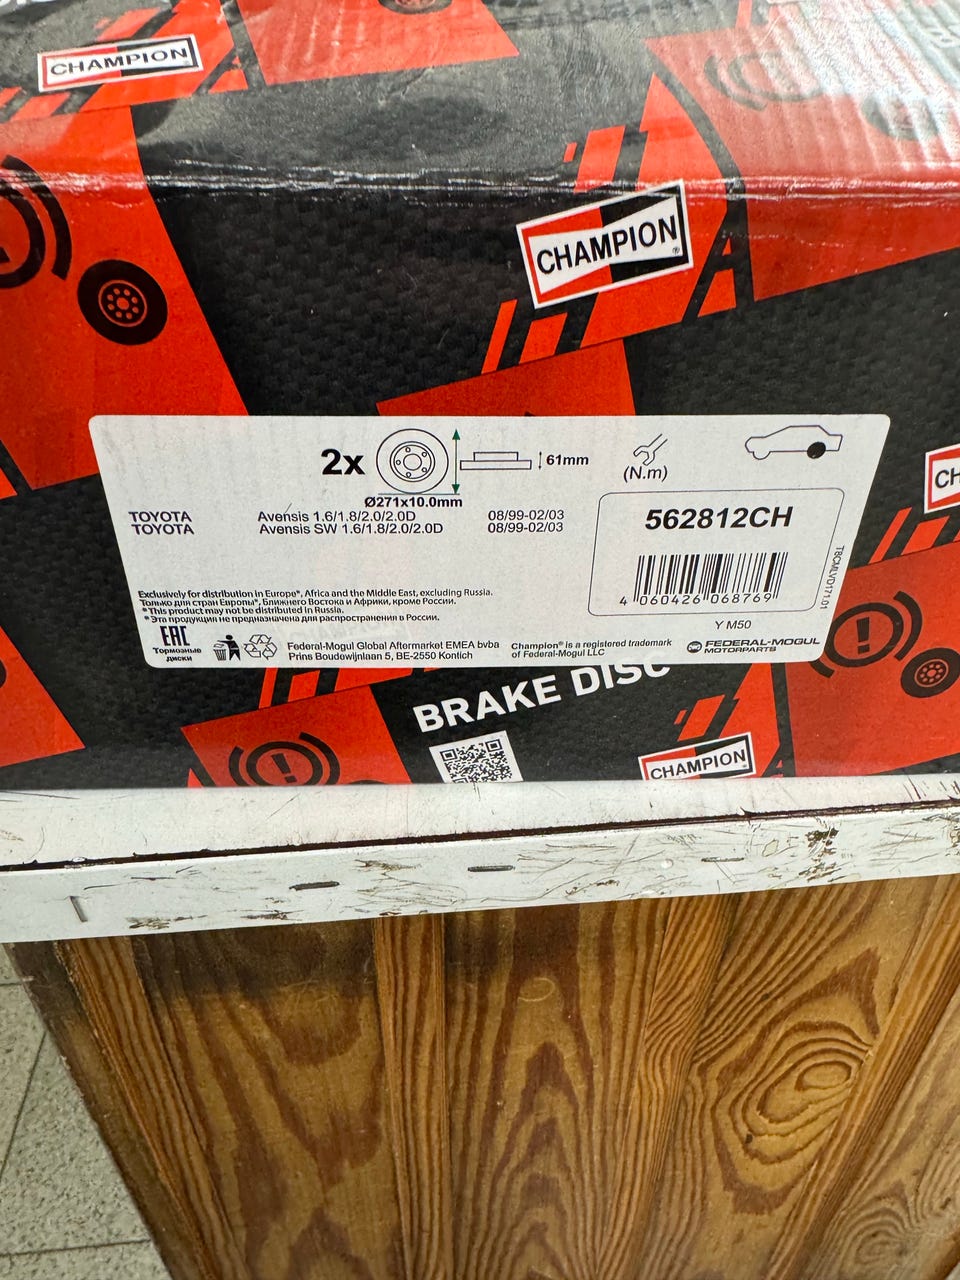 CHAMPION
CHAMPION
®
2x
61mm
(N.m)
Ø271x10.0mm
TOYOTA Avensis 1.6/1.8/2.0/2.0D 08/99-02/03
TOYOTA Avensis SW 1.6/1.8/2.0/2.0D 08/99-02/03
562812CH
4 060426 068769
TBCMLVD171.01
Y M50
Exclusively for distribution in Europe*, Africa and the Middle East, excluding Russia.
Только для стран Европы*, Ближнего Востока и Африки, кроме России.
* This product may not be distributed in Russia.
* Эта продукция не предназначена для распространения в России.
EAC
Тормозные
диски
Federal-Mogul Global Aftermarket EMEA bvba
Prins Boudewijnlaan 5, BE-2550 Kontich
Champion® is a registered trademark
of Federal-Mogul LLC
FEDERAL-MOGUL
MOTORPARTS
CH
BRAKE DISC
CHAMPION